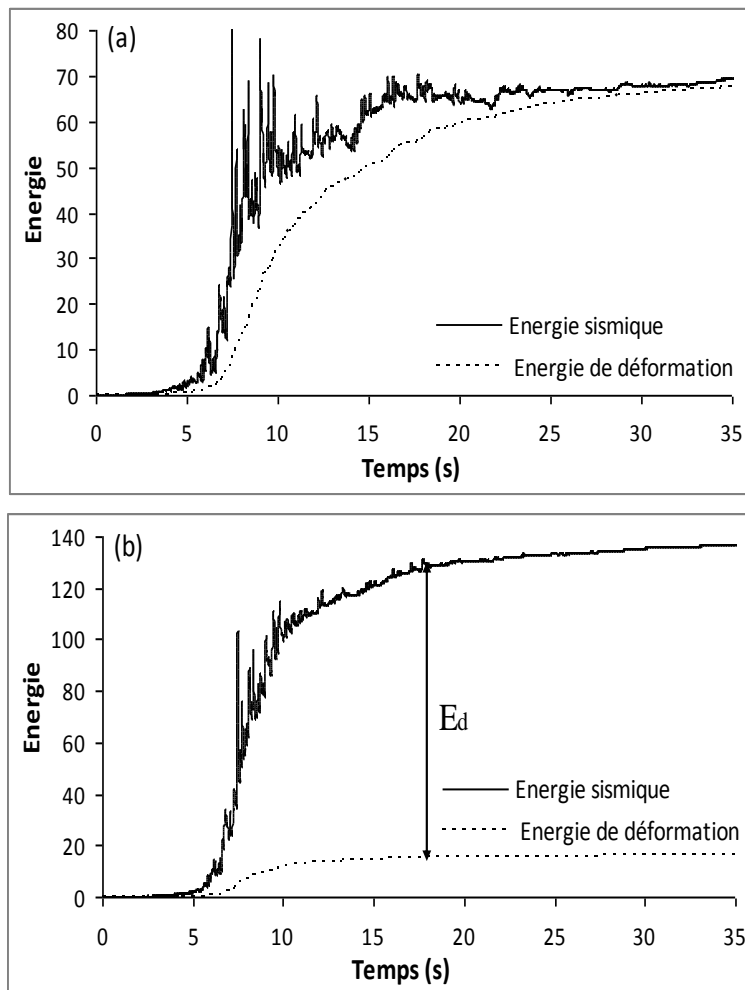 (a)
80
70
60
50
40
30
20
10
0
Energie
Energie sismique
Energie de déformation
0 5 10 15 20 25 30 35
Temps (s)
(b)
140
120
100
80
60
40
20
0
Energie
Ed
Energie sismique
Energie de déformation
0 5 10 15 20 25 30 35
Temps (s)